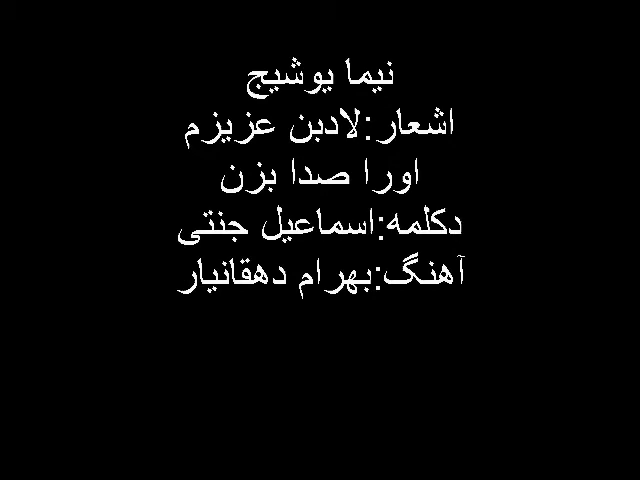 نیما یوشیج
اشعار:لادبن عزیزم
اورا صدا بزن
دکلمه:اسماعیل جنتی
آهنگ:بهرام دهقانیار